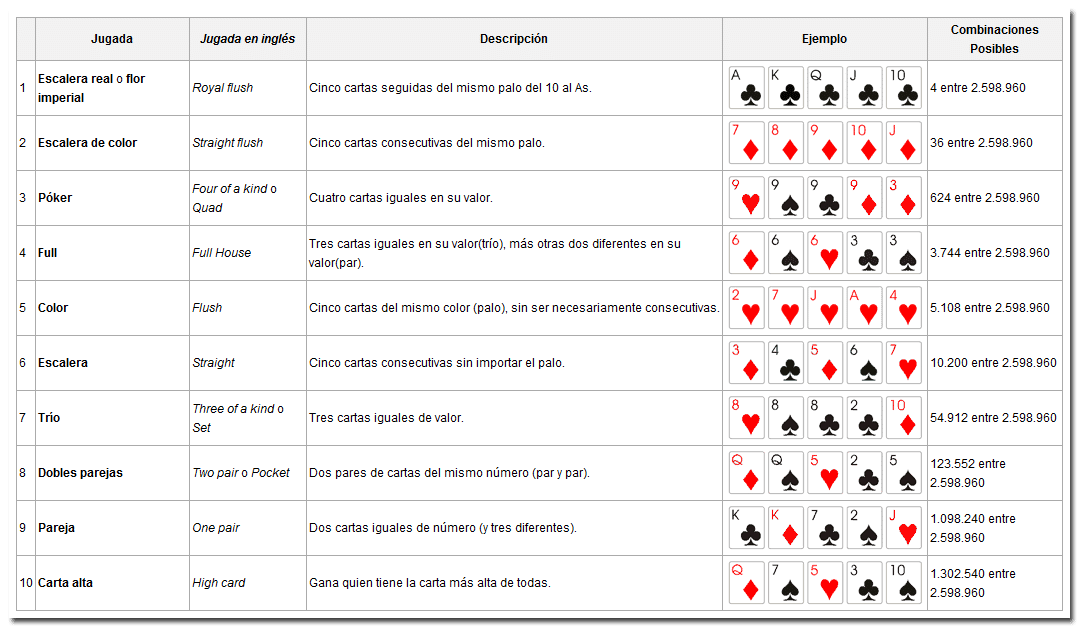 Jugada Jugada en inglés Descripción Ejemplo Combinaciones
Posibles
1 Escalera real o flor
imperial Royal flush Cinco cartas seguidas del mismo palo del 10 al As. A K Q J 10 4 entre 2.598.960
2 Escalera de color Straight flush Cinco cartas consecutivas del mismo palo. 7 8 9 10 J 36 entre 2.598.960
3 Póker Four of a kind o
Quad Cuatro cartas iguales en su valor. 9 9 9 9 3 624 entre 2.598.960
4 Full Full House Tres cartas iguales en su valor(trío), más otras dos diferentes en su
valor(par). 6 6 6 3 3 3.744 entre 2.598.960
5 Color Flush Cinco cartas del mismo color (palo), sin ser necesariamente consecutivas. 2 7 J A 4 5.108 entre 2.598.960
6 Escalera Straight Cinco cartas consecutivas sin importar el palo. 3 4 5 6 7 10.200 entre 2.598.960
7 Trio Three of a kind o
Set Tres cartas iguales de valor. 8 8 8 2 10 54.912 entre 2.598.960
8 Dobles parejas Two pair o Pocket Dos pares de cartas del mismo número (par y par). Q Q 5 2 5 123.552 entre
2.598.960
9 Pareja One pair Dos cartas iguales de número (y tres diferentes). K K 7 2 J 1.098.240 entre
2.598.960
10 Carta alta High card Gana quien tiene la carta más alta de todas. Q 7 5 3 10 1.302.540 entre
2.598.960